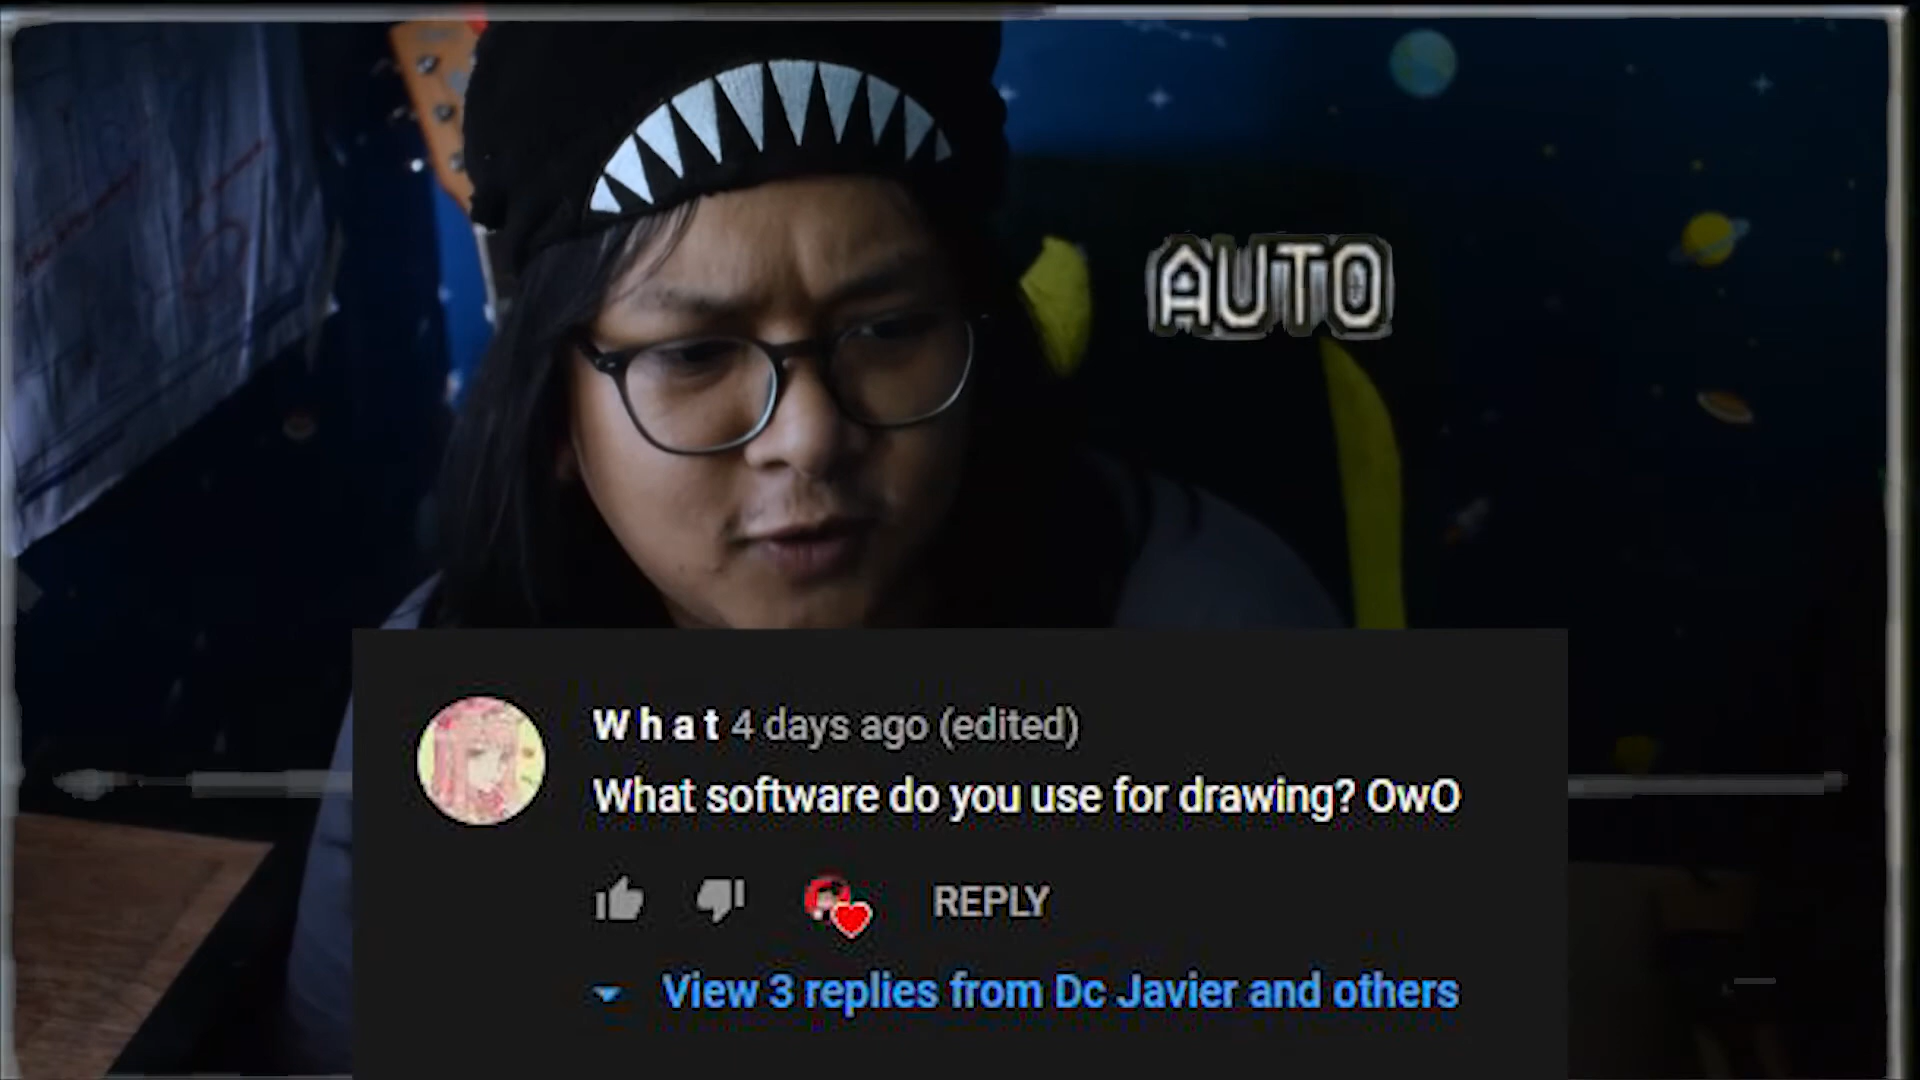 AUTO
W h a t 4 days ago (edited)
What software do you use for drawing? OwO
REPLY
View 3 replies from Dc Javier and others